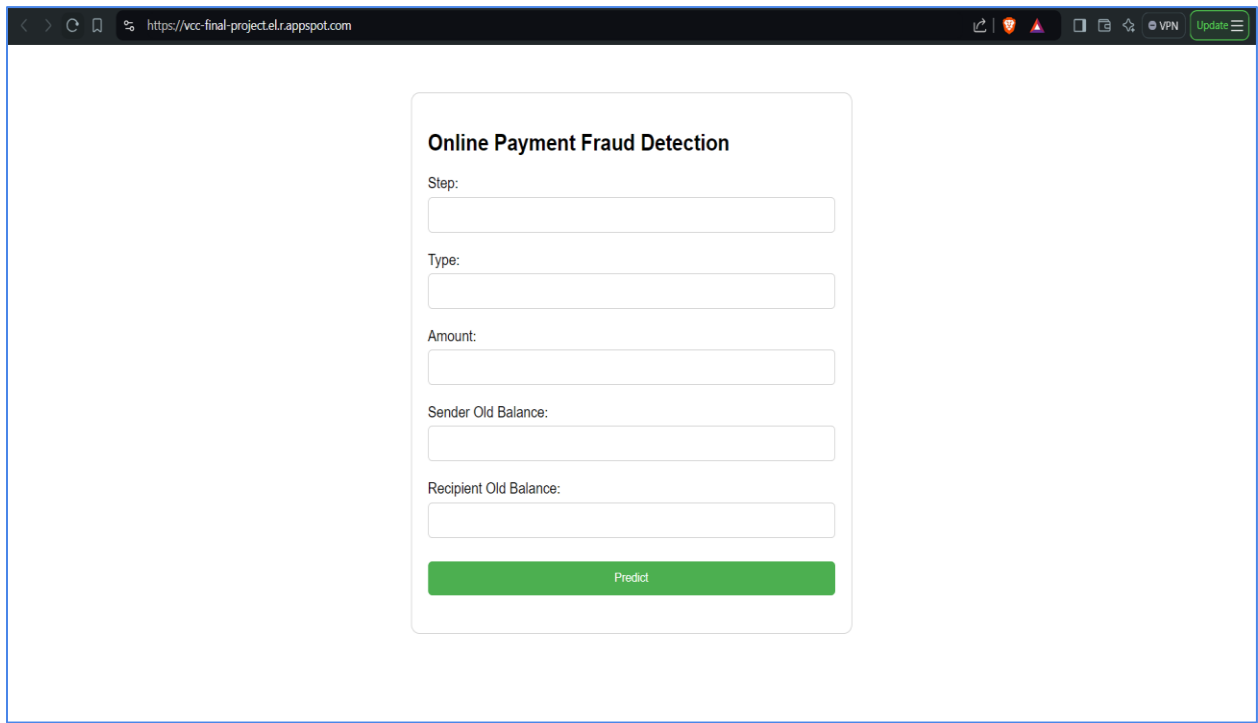 https://vcc-final-project.el.r.appspot.com
VPN
Update
Online Payment Fraud Detection
Step:
Type:
Amount:
Sender Old Balance:
Recipient Old Balance:
Predict